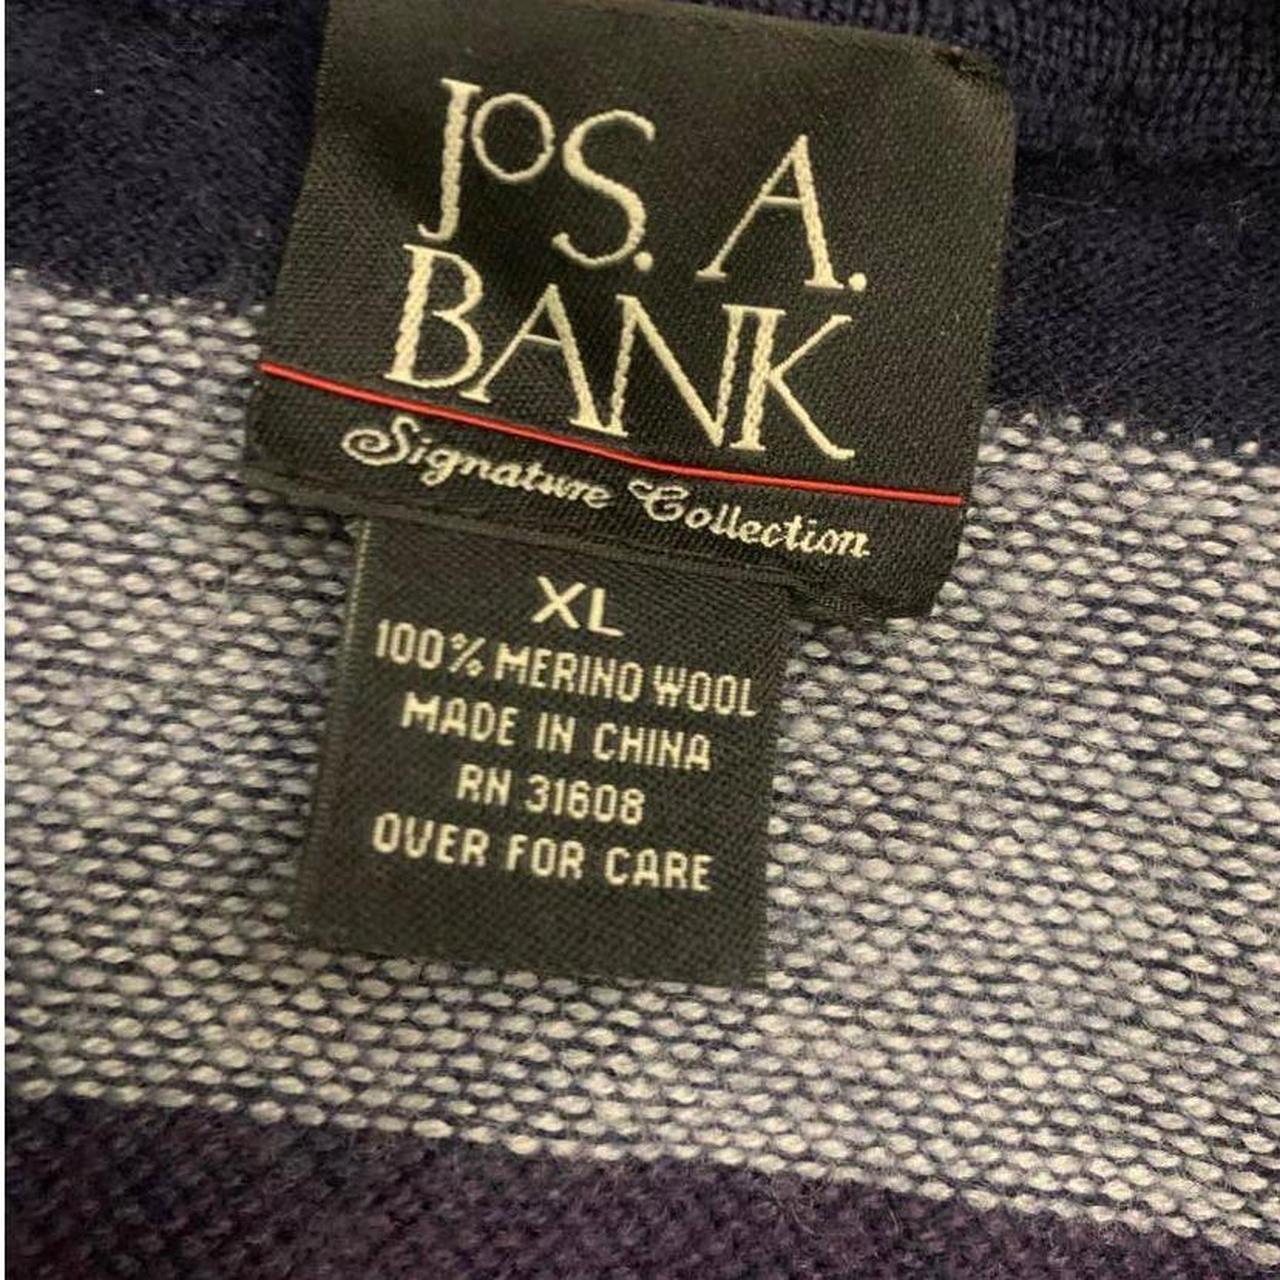 JOS. A.
BANK
Signature Collection
XL
100% MERINO WOOL
MADE IN CHINA
RN 31608
OVER FOR CARE